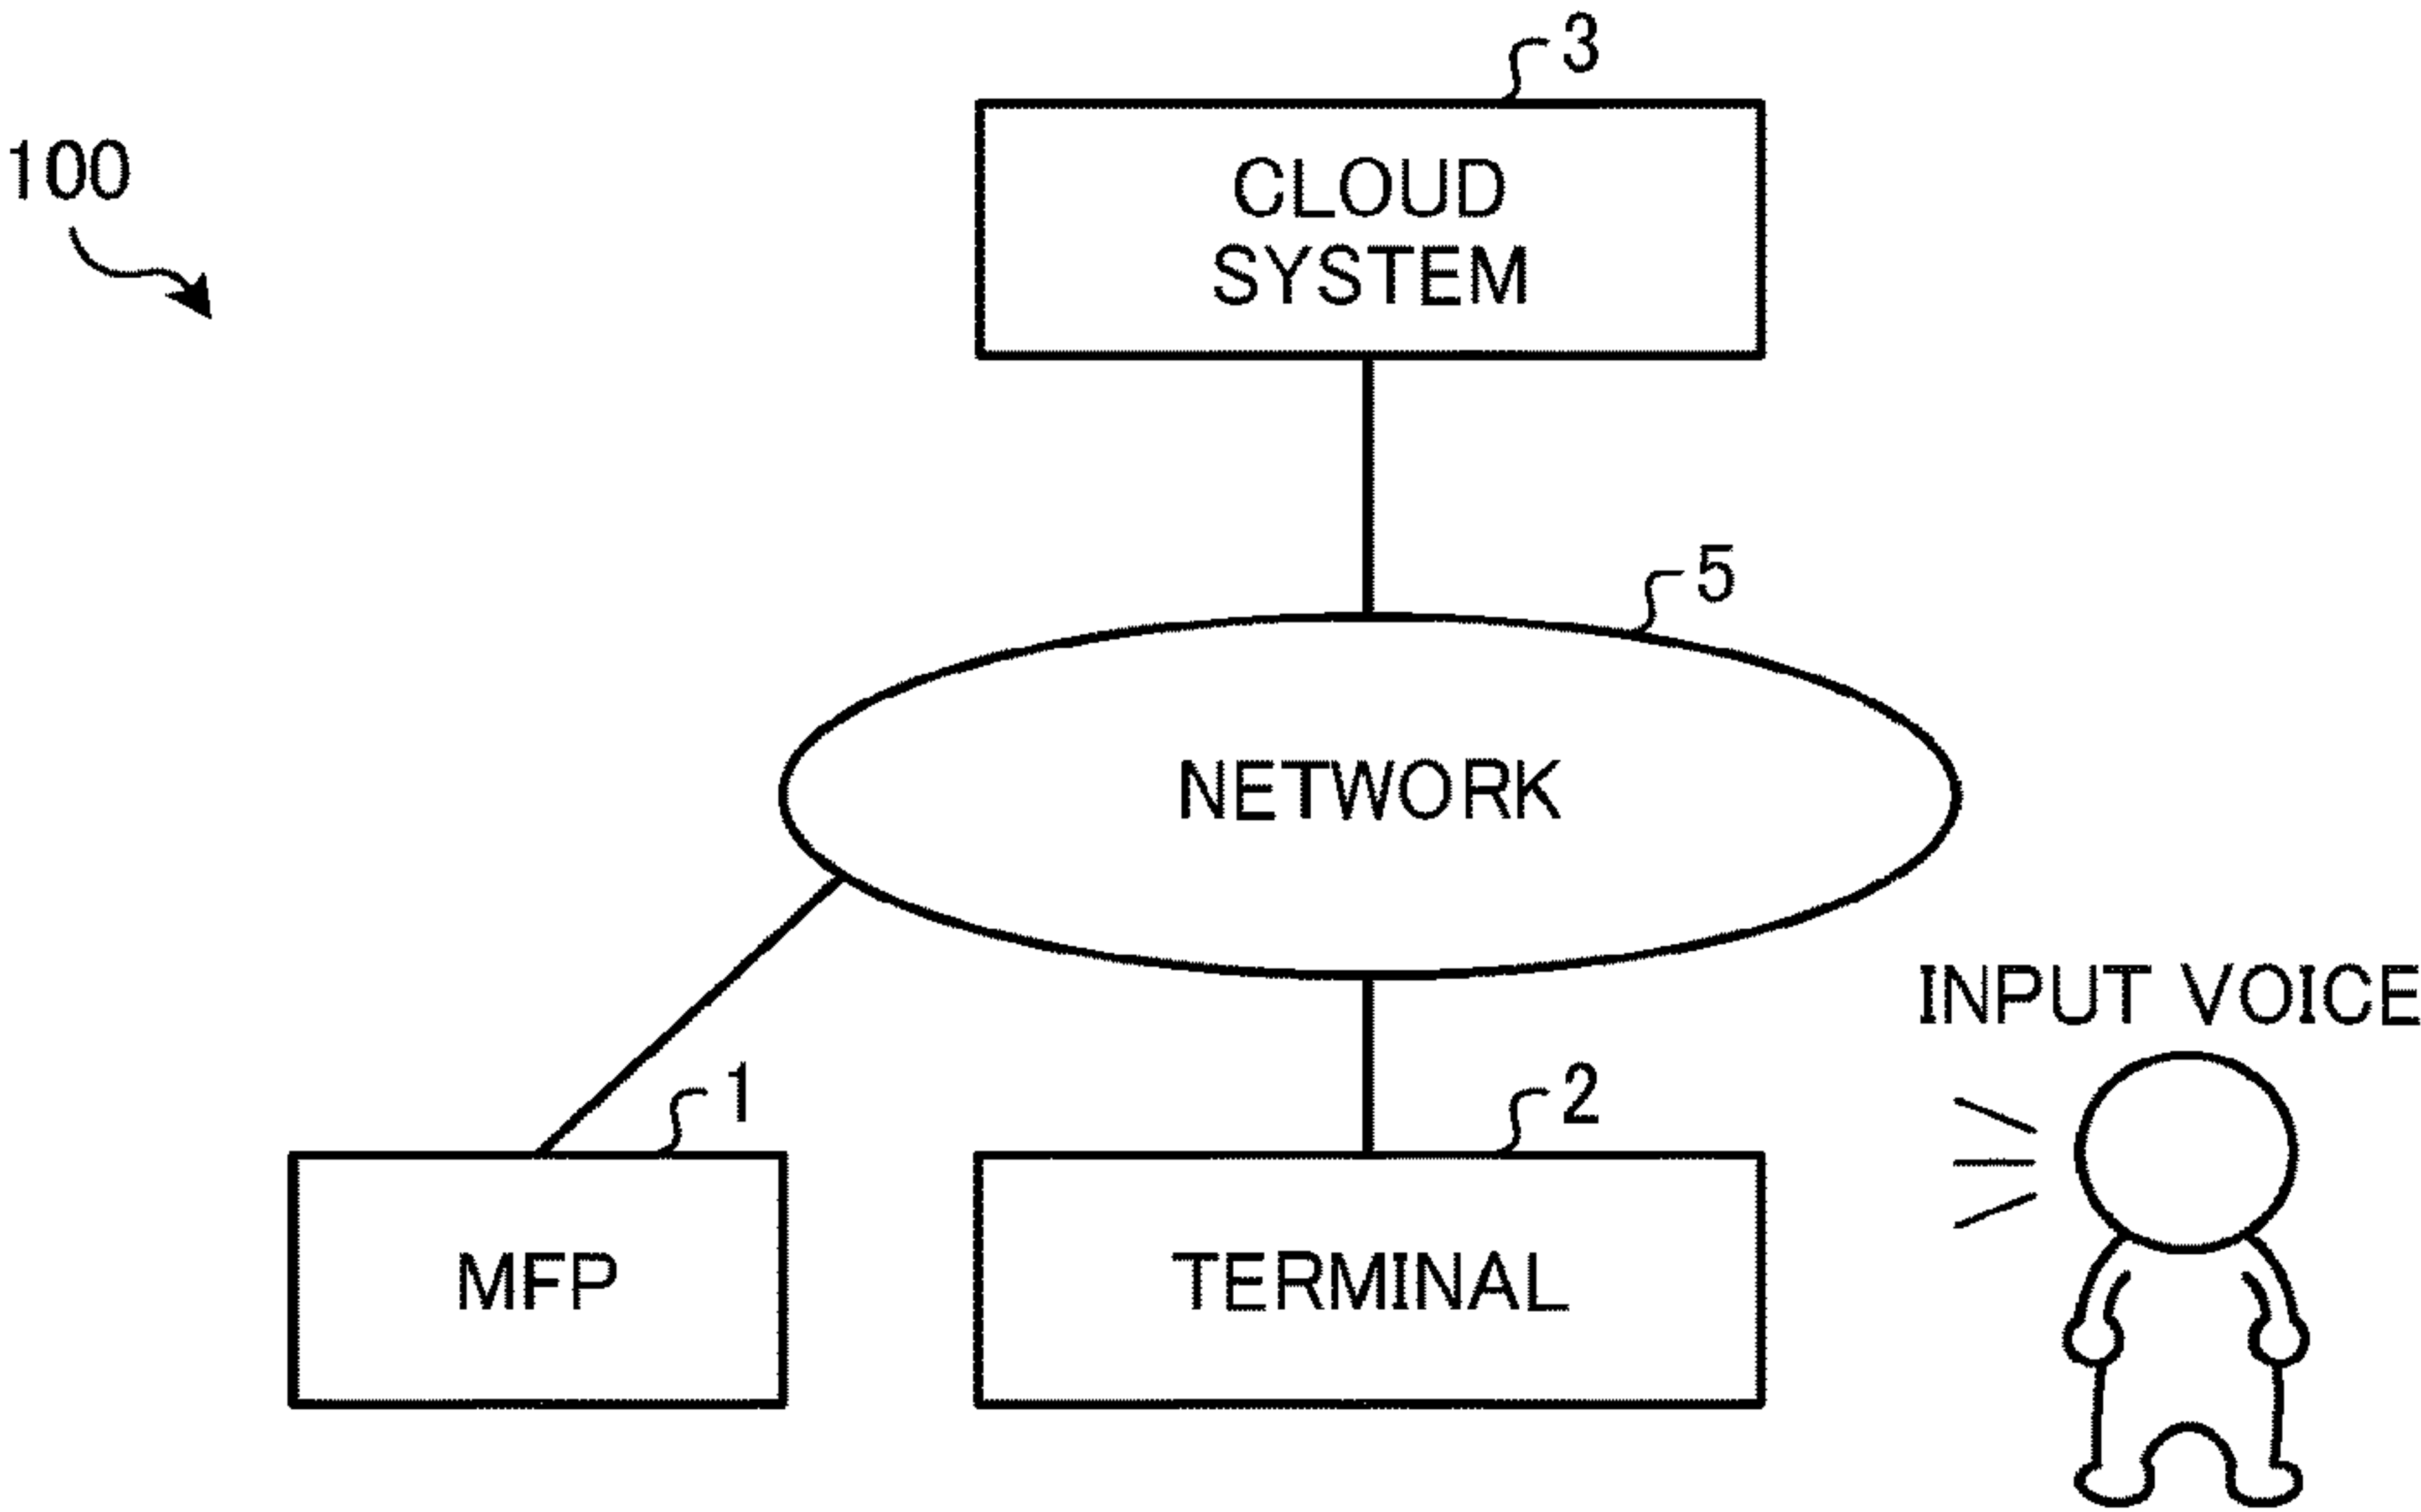 3
100
CLOUD
SYSTEM
5
NETWORK
INPUT VOICE
1
2
MFP
TERMINAL